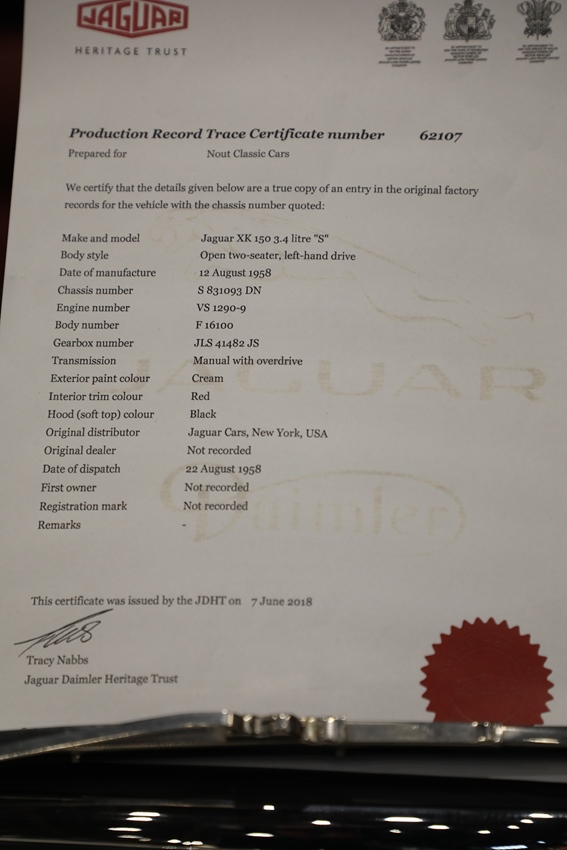 JAGUAR
HERITAGE TRUST
Production Record Trace Certificate number 62107
Prepared for Nout Classic Cars
We certify that the details given below are a true copy of an entry in the original factory
records for the vehicle with the chassis number quoted:
Make and model Jaguar XK 150 3.4 litre "S"
Body style Open two-seater, left-hand drive
Date of manufacture 12 August 1958
Chassis number S 831093 DN
Engine number VS 1290-9
Body number F 16100
Gearbox number JLS 41482 JS
Transmission Manual with overdrive
Exterior paint colour Cream
JAGUAR
Interior trim colour Red
Hood (soft top) colour Black
Original distributor Jaguar Cars, New York, USA
Original dealer Not recorded
Date of dispatch 22 August 1958
First owner Not recorded
Registration mark Not recorded
Daimler
Remarks -
This certificate was issued by the JDHT on 7 June 2018
Tracy Nabbs
Jaguar Daimler Heritage Trust